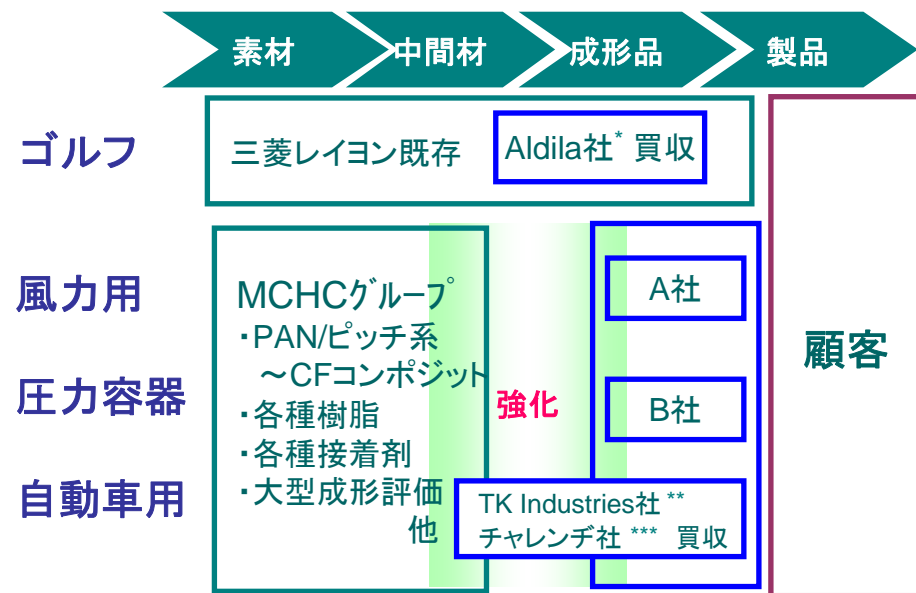 素材 中間材 成形品 製品
ゴルフ
三菱レイヨン既存
Aldila社* 買収
風力用
圧力容器
自動車用
MCHCｸﾞﾙｰﾌﾟ
・PAN/ピッチ系
～CFコンポジット
・各種樹脂
・各種接着剤
・大型成形評価
他
強化
A社
B社
TK Industries社 **
チャレンヂ社 *** 買収
顧客